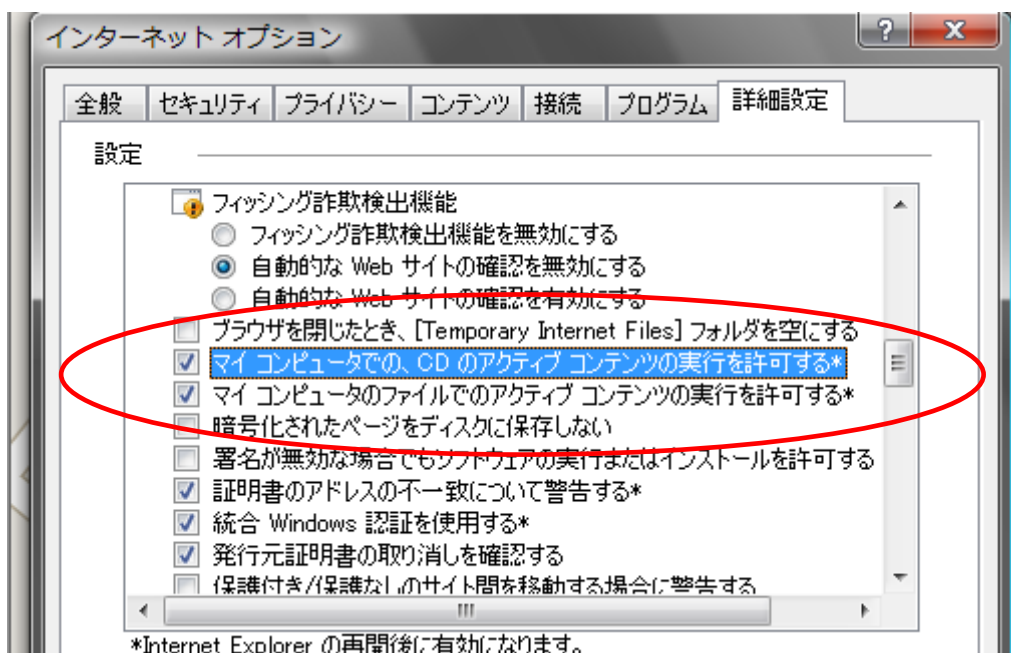 インターネット オプション
全般 セキュリティ プライバシー コンテンツ 接続 プログラム 詳細設定
設定
フィッシング詐欺検出機能
フィッシング詐欺検出機能を無効にする
自動的な Web サイトの確認を無効にする
自動的な Web サイトの確認を有効にする
ブラウザを閉じたとき、[Temporary Internet Files] フォルダを空にする
マイ コンピュータでの、CD のアクティブ コンテンツの実行を許可する*
マイ コンピュータのファイルでのアクティブ コンテンツの実行を許可する*
暗号化されたページをディスクに保存しない
署名が無効な場合でもソフトウェアの実行またはインストールを許可する
証明書のアドレスの不一致について警告する*
統合 Windows 認証を使用する*
発行元証明書の取り消しを確認する
保護付き/保護なしのサイト間を移動する場合に警告する
*Internet Explorer の再開後に有効になります。